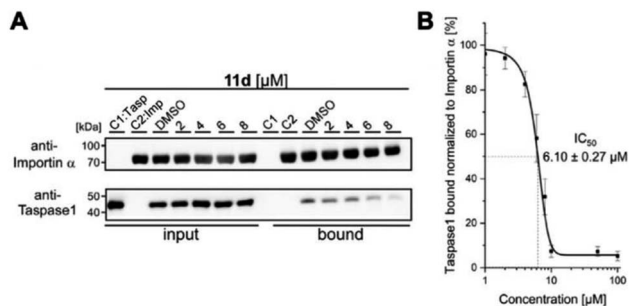 A
11d [µM]
C1:Tasp
C2:Imp
DMSO
2
4
6
8
C1
C2
DMSO
2
4
6
8
[kDa]
anti-
Importin α
100
70
anti-
Taspase1
50
40
input
bound
B
Taspase1 bound normalized to Importin α [%]
100
80
60
40
20
0
IC50
6.10 ± 0.27 µM
1
10
100
Concentration [µM]